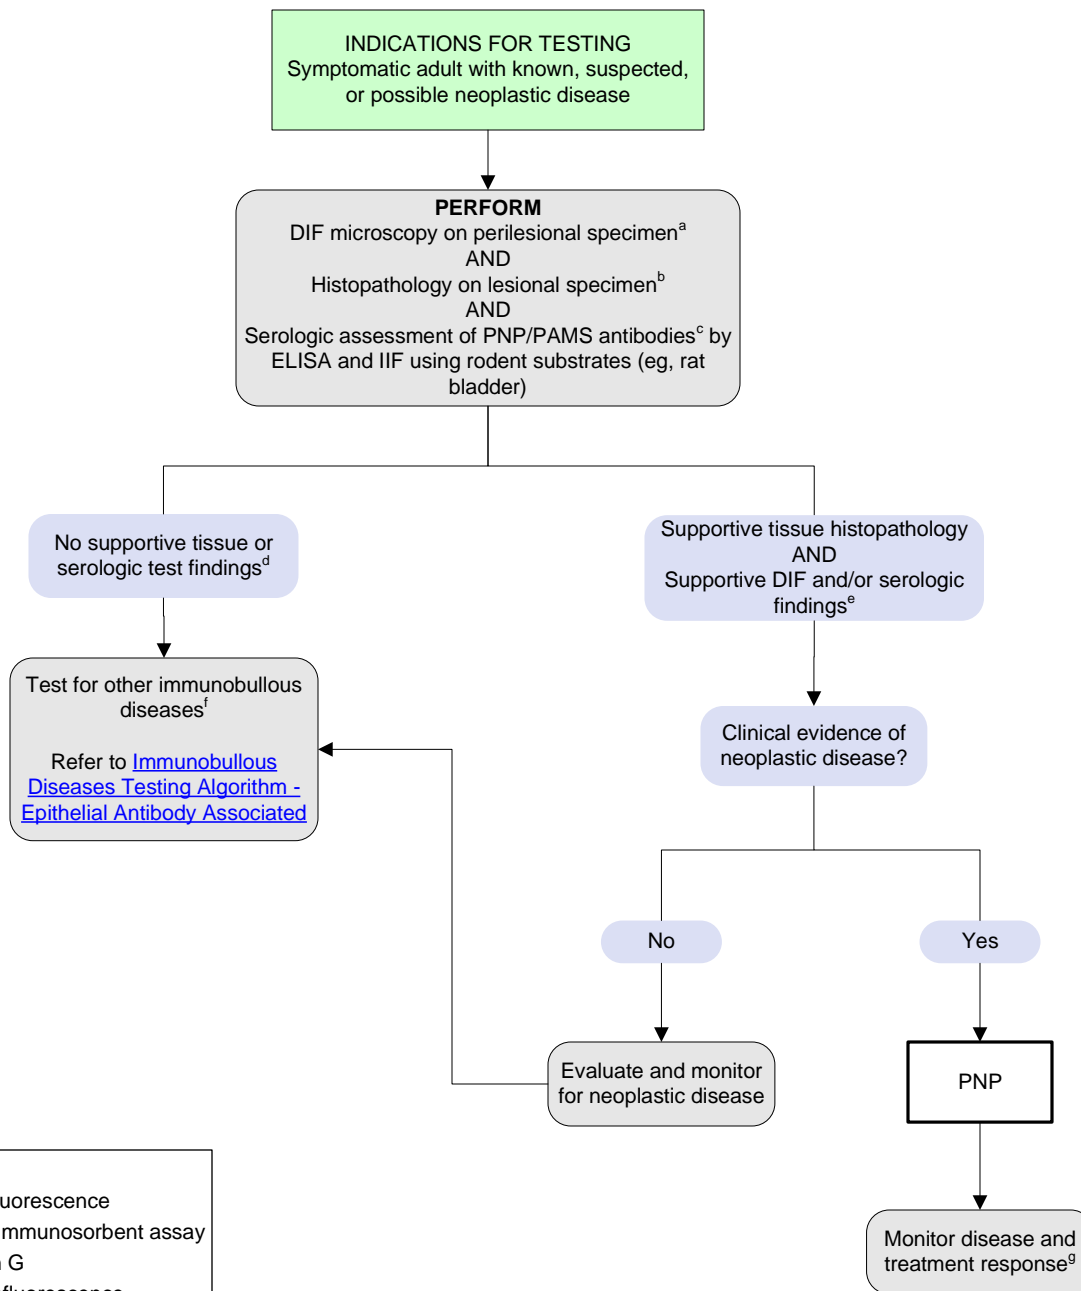 INDICATIONS FOR TESTING
Symptomatic adult with known, suspected,
or possible neoplastic disease
PERFORM
DIF microscopy on perilesional specimenᵃ
AND
Histopathology on lesional specimenᵇ
AND
Serologic assessment of PNP/PAMS antibodiesᶜ by
ELISA and IIF using rodent substrates (eg, rat
bladder)
No supportive tissue or
serologic test findingsᵈ
Supportive tissue histopathology
AND
Supportive DIF and/or serologic
findingsᵉ
Test for other immunobullous
diseasesᶠ
Refer to Immunobullous
Diseases Testing Algorithm -
Epithelial Antibody Associated
Clinical evidence of
neoplastic disease?
No
Yes
Evaluate and monitor
for neoplastic disease
PNP
Monitor disease and
treatment responseᵍ
uorescence
mmunosorbent assay
G
fluorescence